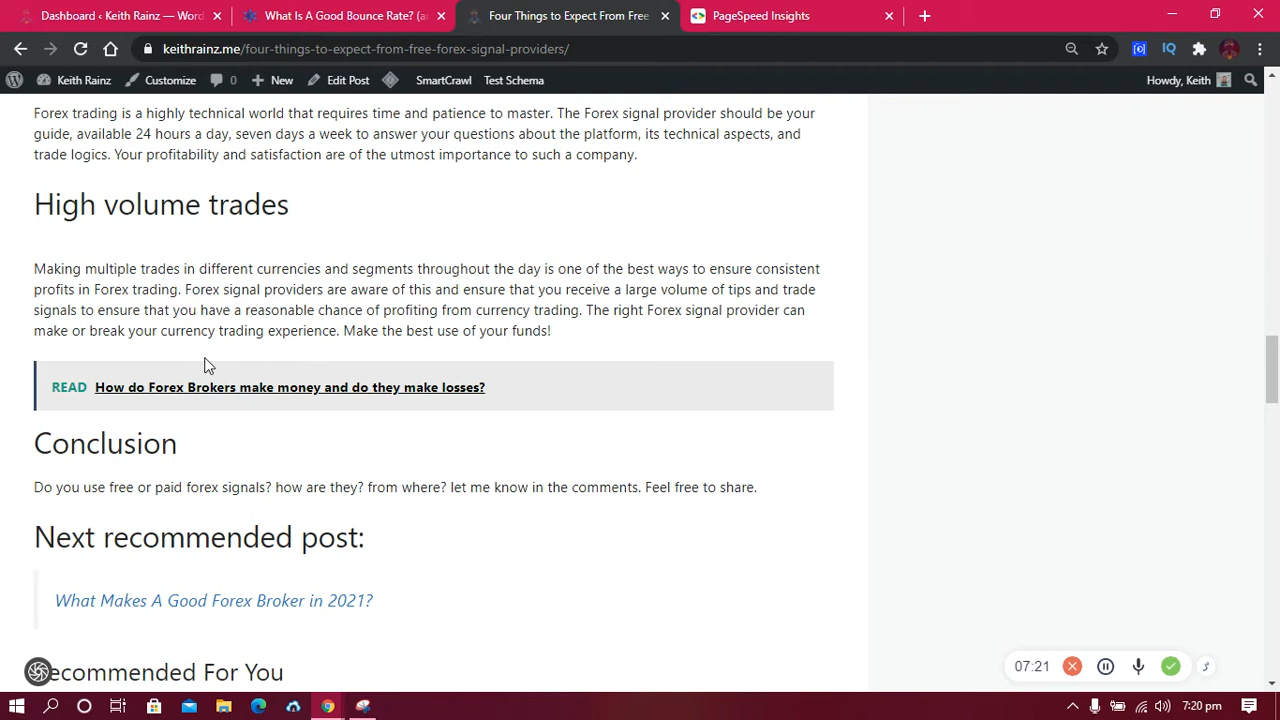 Dashboard ‹ Keith Rainz — Word
What Is A Good Bounce Rate? (a
Four Things to Expect From Free
PageSpeed Insights
keithrainz.me/four-things-to-expect-from-free-forex-signal-providers/
Keith Rainz
Customize
0
New
Edit Post
SmartCrawl
Test Schema
Howdy, Keith
Forex trading is a highly technical world that requires time and patience to master. The Forex signal provider should be your
guide, available 24 hours a day, seven days a week to answer your questions about the platform, its technical aspects, and
trade logics. Your profitability and satisfaction are of the utmost importance to such a company.
High volume trades
Making multiple trades in different currencies and segments throughout the day is one of the best ways to ensure consistent
profits in Forex trading. Forex signal providers are aware of this and ensure that you receive a large volume of tips and trade
signals to ensure that you have a reasonable chance of profiting from currency trading. The right Forex signal provider can
make or break your currency trading experience. Make the best use of your funds!
READ How do Forex Brokers make money and do they make losses?
Conclusion
Do you use free or paid forex signals? how are they? from where? let me know in the comments. Feel free to share.
Next recommended post:
What Makes A Good Forex Broker in 2021?
ecommended For You
07:21
7:20 pm